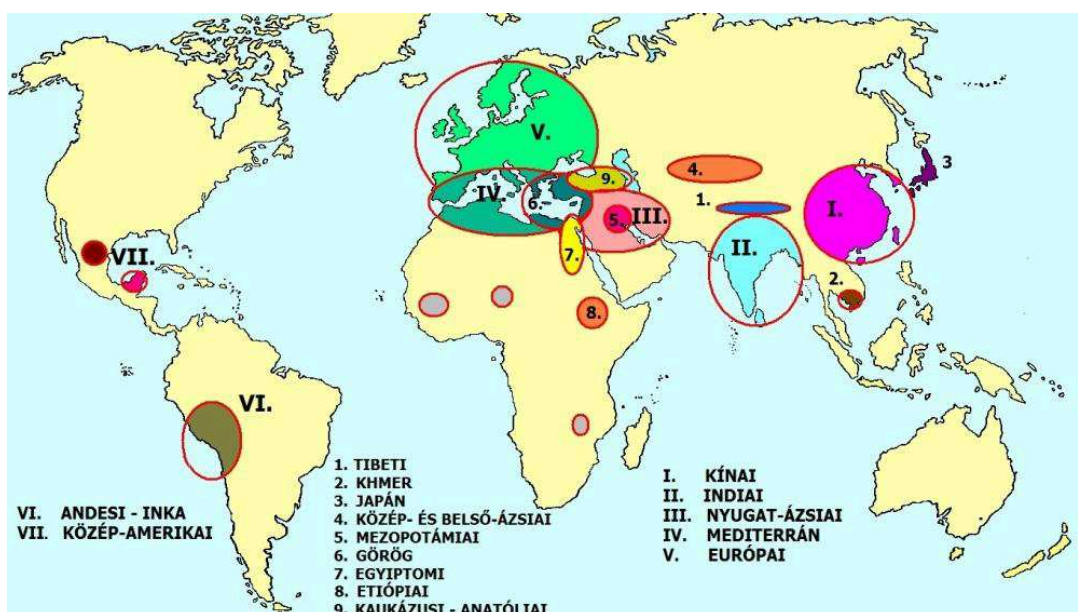 V.
3
4.
9.
IV.
1.
6.
I.
III.
5.
II.
VII.
7.
2.
8.
VI.
1. TIBETI
2. KHMER
3. JAPÁN
4. KÖZÉP- ÉS BELSŐ-ÁZSIAI
5. MEZOPOTÁMIAI
6. GÖRÖG
7. EGYIPTOMI
8. ETIÓPIAI
9. KAUKÁZUSI - ANATÓLIAI
I. KÍNAI
II. INDIAI
III. NYUGAT-ÁZSIAI
IV. MEDITERRÁN
V. EURÓPAI
VI. ANDESI - INKA
VII. KÖZÉP-AMERIKAI